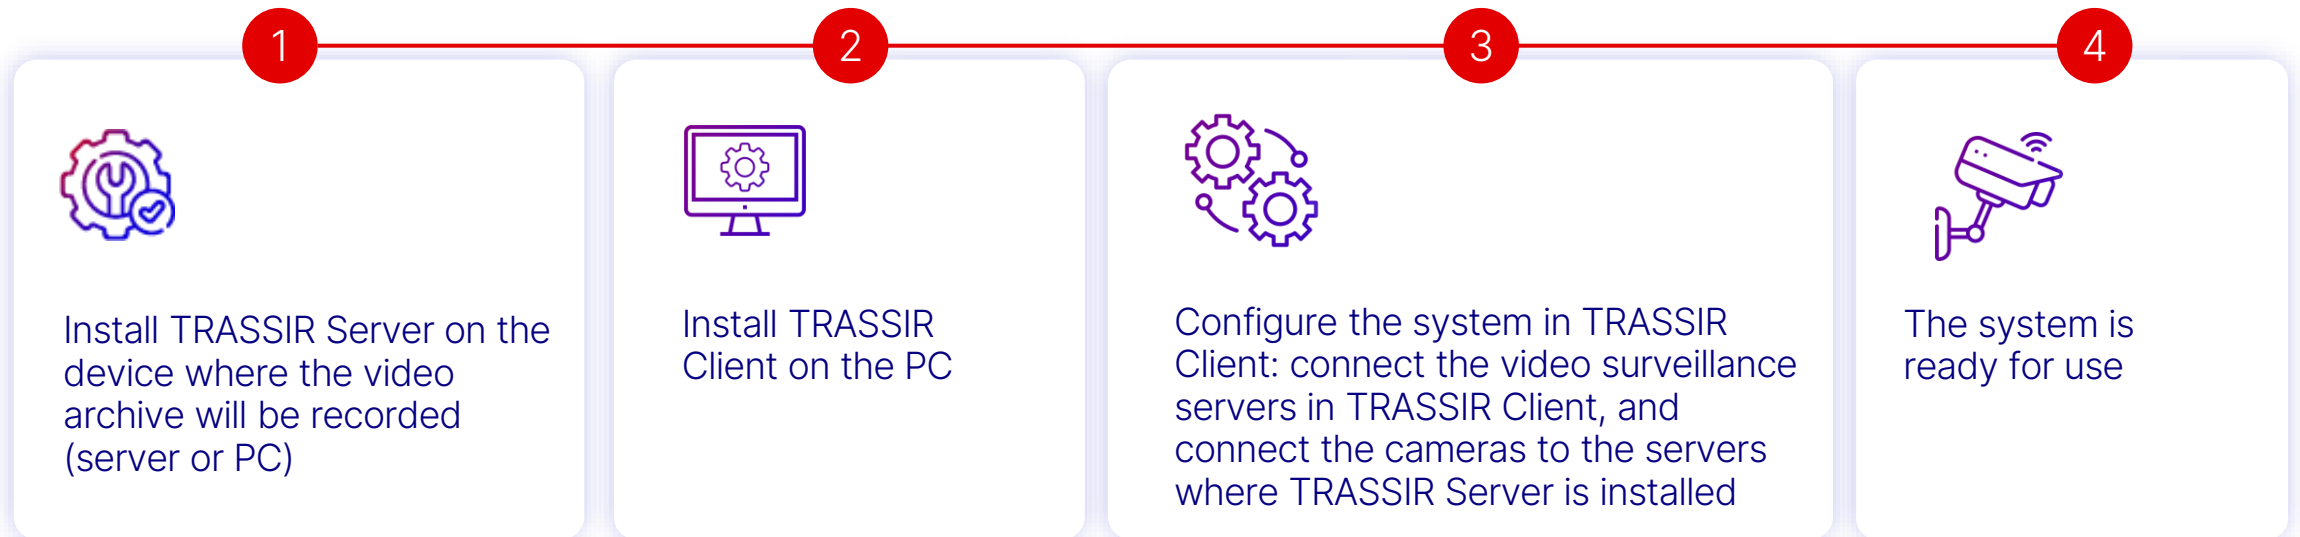 1
Install TRASSIR Server on the
device where the video
archive will be recorded
(server or PC)
2
Install TRASSIR
Client on the PC
3
Configure the system in TRASSIR
Client: connect the video surveillance
servers in TRASSIR Client, and
connect the cameras to the servers
where TRASSIR Server is installed
4
The system is
ready for use